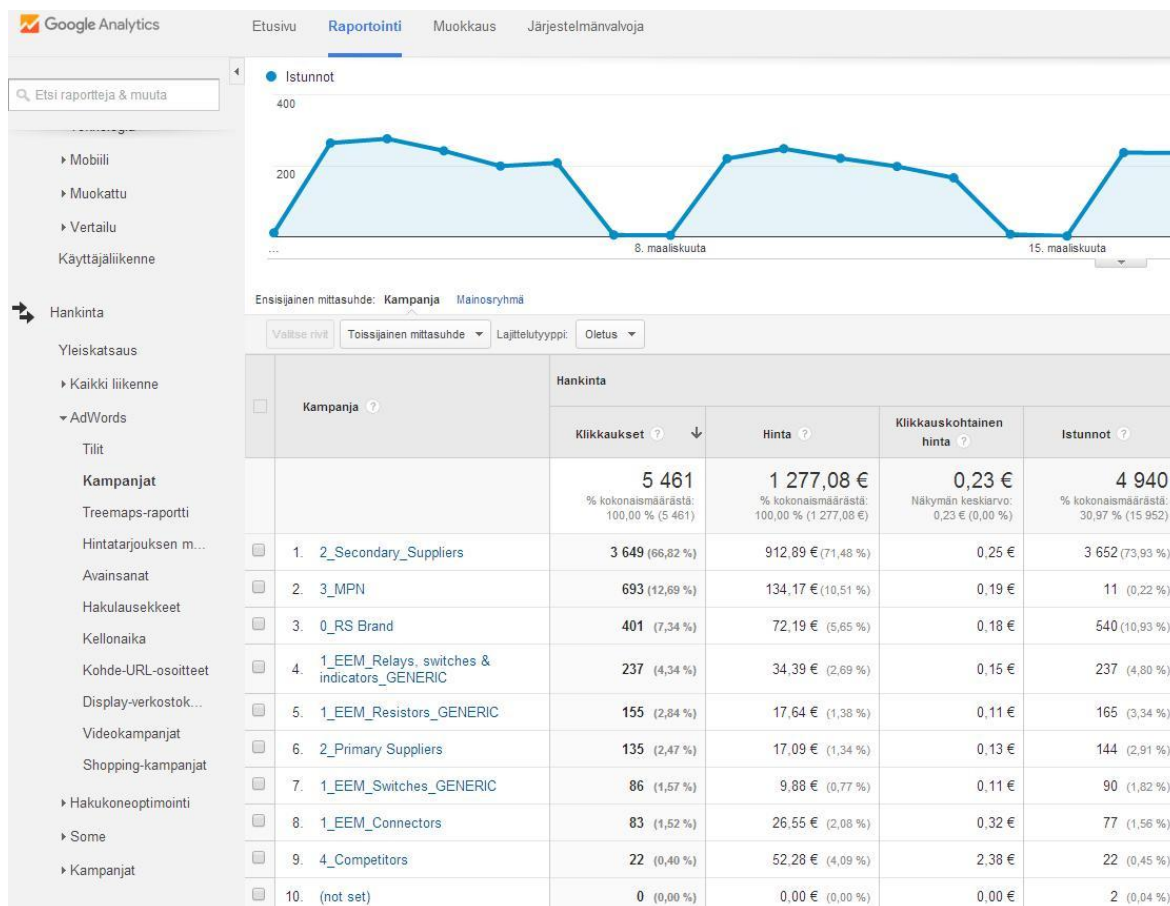 Google Analytics
Etusivu Raportointi Muokkaus Järjestelmänvalvoja
Etsi raportteja & muuta
Mobiili
Muokattu
Vertailu
Käyttäjäliikenne
Hankinta
Yleiskatsaus
Kaikki liikenne
AdWords
Tilit
Kampanjat
Treemaps-raportti
Hintatarjouksen m...
Avainsanat
Hakulausekkeet
Kellonaika
Kohde-URL-osoitteet
Display-verkostok...
Videokampanjat
Shopping-kampanjat
Hakukoneoptimointi
Some
Kampanjat
Istunnot
400
200
... 8. maaliskuuta 15. maaliskuuta
Ensisijainen mittasuhde: Kampanja Mainosryhmä
Valitse rivit Toissijainen mittasuhde Lajittelutyyppi: Oletus
Hankinta
Kampanja ? Klikkaukset ? Hinta ? Klikkauskohtainen hinta ? Istunnot ?
5 461 1 277,08 € 0,23 € 4 940
% kokonaismäärästä: % kokonaismäärästä: Näkymän keskiarvo: % kokonaismäärästä:
100,00 % (5 461) 100,00 % (1 277,08 €) 0,23 € (0,00 %) 30,97 % (15 952)
1. 2_Secondary_Suppliers 3 649 (66,82 %) 912,89 € (71,48 %) 0,25 € 3 652 (73,93 %)
2. 3_MPN 693 (12,69 %) 134,17 € (10,51 %) 0,19 € 11 (0,22 %)
3. 0_RS Brand 401 (7,34 %) 72,19 € (5,65 %) 0,18 € 540 (10,93 %)
4. 1_EEM_Relays, switches &
indicators_GENERIC 237 (4,34 %) 34,39 € (2,69 %) 0,15 € 237 (4,80 %)
5. 1_EEM_Resistors_GENERIC 155 (2,84 %) 17,64 € (1,38 %) 0,11 € 165 (3,34 %)
6. 2_Primary Suppliers 135 (2,47 %) 17,09 € (1,34 %) 0,13 € 144 (2,91 %)
7. 1_EEM_Switches_GENERIC 86 (1,57 %) 9,88 € (0,77 %) 0,11 € 90 (1,82 %)
8. 1_EEM_Connectors 83 (1,52 %) 26,55 € (2,08 %) 0,32 € 77 (1,56 %)
9. 4_Competitors 22 (0,40 %) 52,28 € (4,09 %) 2,38 € 22 (0,45 %)
10. (not set) 0 (0,00 %) 0,00 € (0,00 %) 0,00 € 2 (0,04 %)